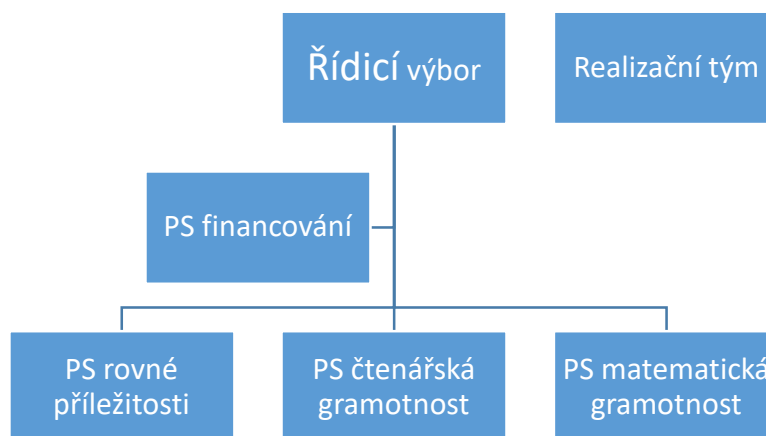 Řídicí výbor
Realizační tým
PS financování
PS rovné
příležitosti
PS čtenářská
gramotnost
PS matematická
gramotnost